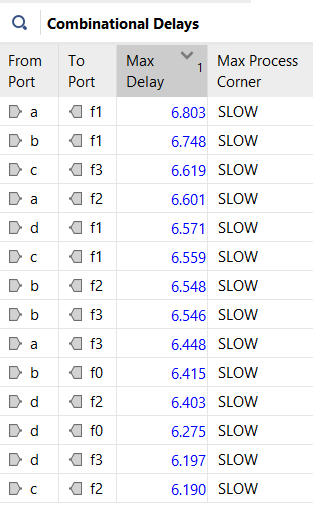 Combinational Delays
From Port To Port Max Delay 1 Max Process Corner
a f1 6.803 SLOW
b f1 6.748 SLOW
c f3 6.619 SLOW
a f2 6.601 SLOW
d f1 6.571 SLOW
c f1 6.559 SLOW
b f2 6.548 SLOW
b f3 6.546 SLOW
a f3 6.448 SLOW
b f0 6.415 SLOW
d f2 6.403 SLOW
d f0 6.275 SLOW
d f3 6.197 SLOW
c f2 6.190 SLOW